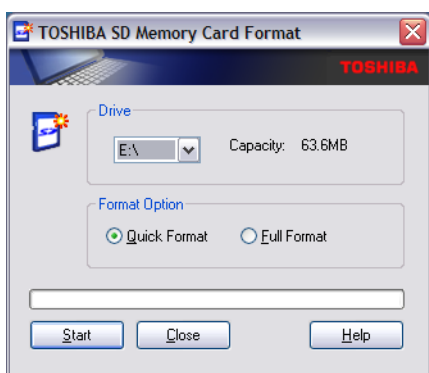 TOSHIBA SD Memory Card Format
TOSHIBA
Drive
E:\ Capacity: 63.6MB
Format Option
Quick Format Full Format
Start Close Help